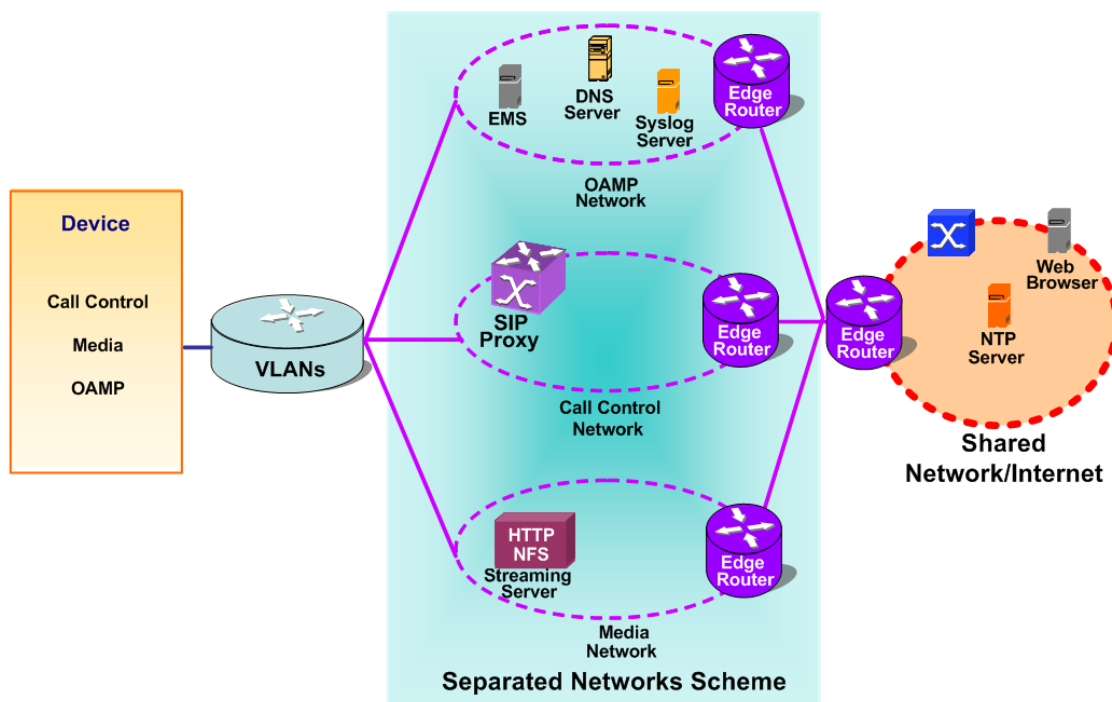 Device
Call Control
Media
OAMP
VLANs
EMS
DNS
Server
Syslog
Server
Edge
Router
OAMP
Network
SIP
Proxy
Edge
Router
Call Control
Network
HTTP
NFS
Streaming
Server
Edge
Router
Media
Network
Separated Networks Scheme
Edge
Router
Web
Browser
NTP
Server
Shared
Network/Internet